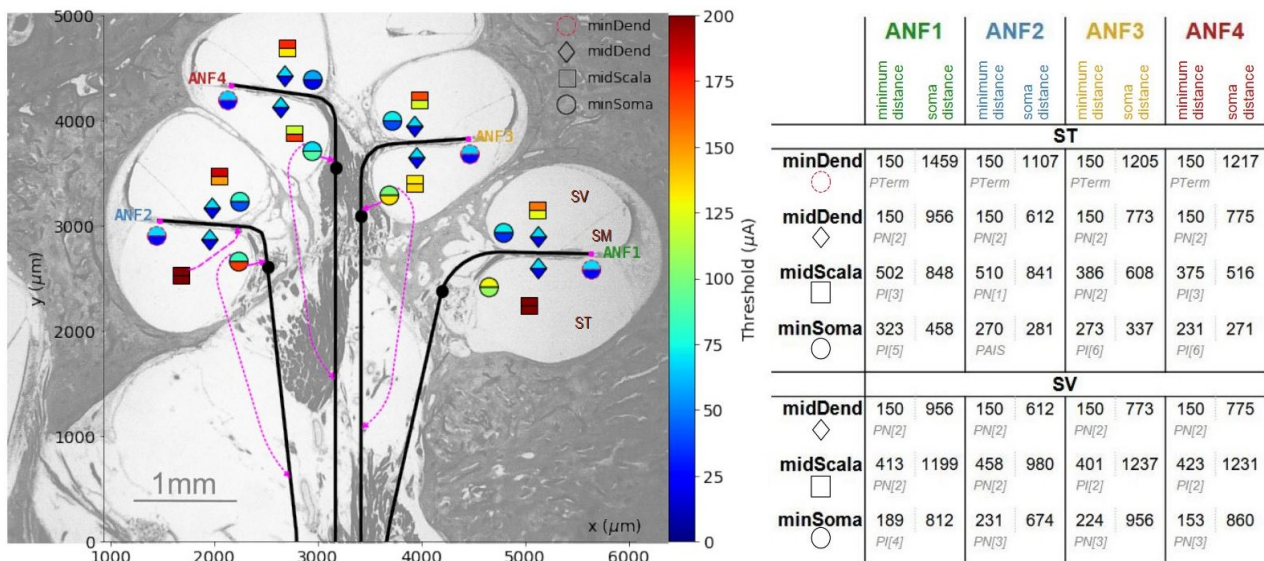 5000
4000
3000
2000
1000
0
y (μm)
1000 2000 3000 4000 5000 6000
x (μm)
1mm
minDend
midDend
midScala
minSoma
ANF4
ANF3
ANF2
ANF1
SV
SM
ST
200
175
150
125
100
75
50
25
0
Threshold (μA)
ANF1 ANF2 ANF3 ANF4
minimum distance soma distance minimum distance soma distance minimum distance soma distance minimum distance soma distance
ST
minDend 150 1459 150 1107 150 1205 150 1217
PTerm PTerm PTerm PTerm
midDend 150 956 150 612 150 773 150 775
PN[2] PN[2] PN[2] PN[2]
midScala 502 848 510 841 386 608 375 516
PI[3] PN[1] PN[2] PI[3]
minSoma 323 458 270 281 273 337 231 271
PI[5] PAIS PI[6] PI[6]
SV
midDend 150 956 150 612 150 773 150 775
PN[2] PN[2] PN[2] PN[2]
midScala 413 1199 458 980 401 1237 423 1231
PN[2] PN[2] PI[2] PI[2]
minSoma 189 812 231 674 224 956 153 860
PI[4] PN[3] PN[3] PN[3]